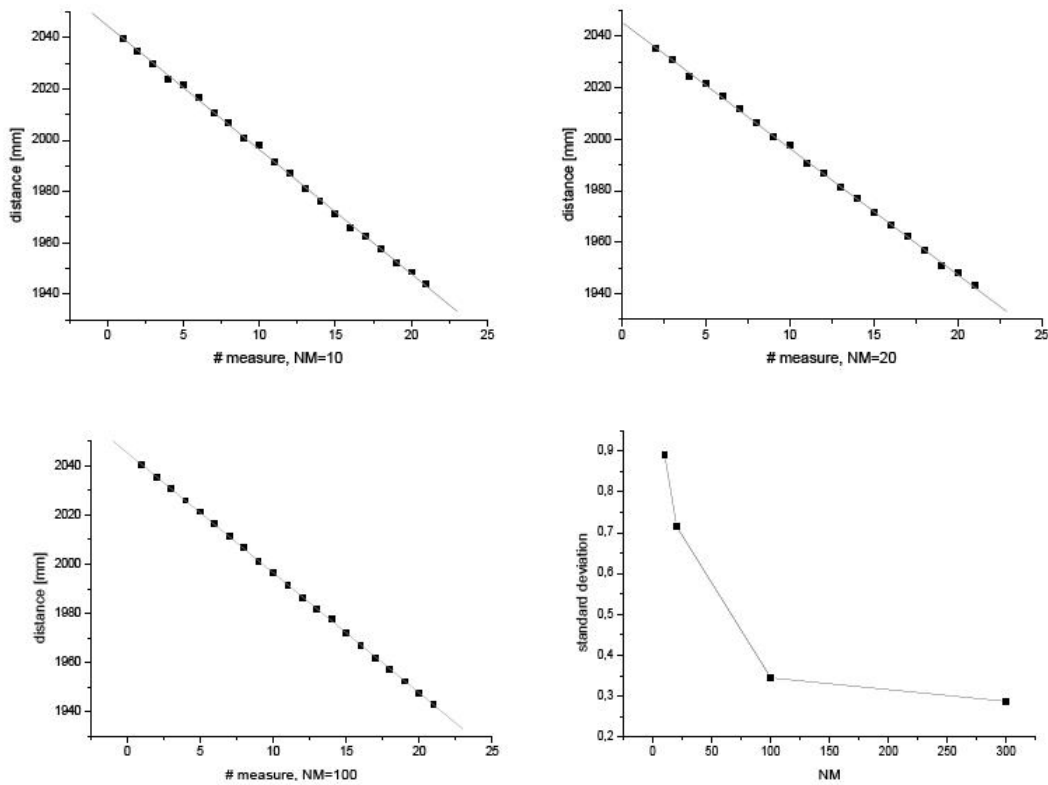 2040
2020
2000
1980
1960
1940
distance [mm]
0 5 10 15 20 25
# measure, NM=10
2040
2020
2000
1980
1960
1940
distance [mm]
0 5 10 15 20 25
# measure, NM=20
2040
2020
2000
1980
1960
1940
distance [mm]
0 5 10 15 20 25
# measure, NM=100
0,9
0,8
0,7
0,6
0,5
0,4
0,3
0,2
standard deviation
0 50 100 150 200 250 300
NM